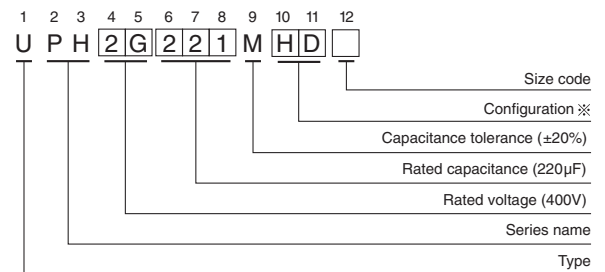 1 2 3 4 5 6 7 8 9 10 11 12
U P H 2 G 2 2 1 M H D
Size code
Configuration ※
Capacitance tolerance (±20%)
Rated capacitance (220µF)
Rated voltage (400V)
Series name
Type